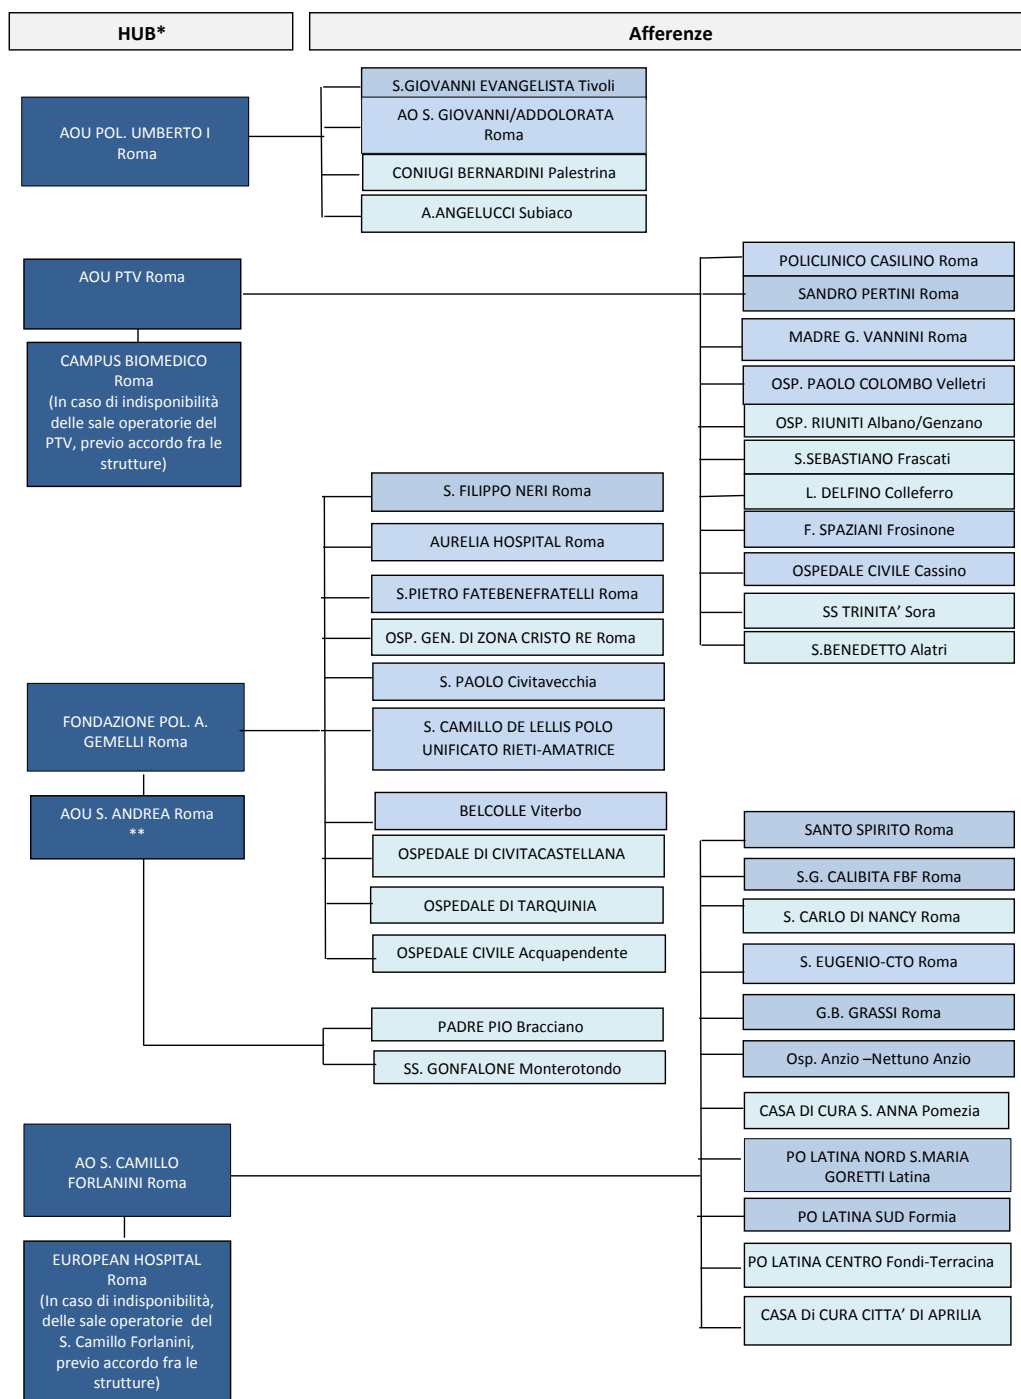 HUB*
Afferenze
AOU POL. UMBERTO I
Roma
S.GIOVANNI EVANGELISTA Tivoli
AO S. GIOVANNI/ADDOLORATA
Roma
CONIUGI BERNARDINI Palestrina
A.ANGELUCCI Subiaco
AOU PTV Roma
CAMPUS BIOMEDICO
Roma
(In caso di indisponibilità
delle sale operatorie del
PTV, previo accordo fra le
strutture)
POLICLINICO CASILINO Roma
SANDRO PERTINI Roma
MADRE G. VANNINI Roma
OSP. PAOLO COLOMBO Velletri
OSP. RIUNITI Albano/Genzano
S.SEBASTIANO Frascati
L. DELFINO Colleferro
F. SPAZIANI Frosinone
OSPEDALE CIVILE Cassino
SS TRINITA’ Sora
S.BENEDETTO Alatri
FONDAZIONE POL. A.
GEMELLI Roma
AOU S. ANDREA Roma
**
S. FILIPPO NERI Roma
AURELIA HOSPITAL Roma
S.PIETRO FATEBENEFRATELLI Roma
OSP. GEN. DI ZONA CRISTO RE Roma
S. PAOLO Civitavecchia
S. CAMILLO DE LELLIS POLO
UNIFICATO RIETI-AMATRICE
BELCOLLE Viterbo
OSPEDALE DI CIVITACASTELLANA
OSPEDALE DI TARQUINIA
OSPEDALE CIVILE Acquapendente
PADRE PIO Bracciano
SS. GONFALONE Monterotondo
AO S. CAMILLO
FORLANINI Roma
EUROPEAN HOSPITAL
Roma
(In caso di indisponibilità,
delle sale operatorie del
S. Camillo Forlanini,
previo accordo fra le
strutture)
SANTO SPIRITO Roma
S.G. CALIBITA FBF Roma
S. CARLO DI NANCY Roma
S. EUGENIO-CTO Roma
G.B. GRASSI Roma
Osp. Anzio –Nettuno Anzio
CASA DI CURA S. ANNA Pomezia
PO LATINA NORD S.MARIA
GORETTI Latina
PO LATINA SUD Formia
PO LATINA CENTRO Fondi-Terracina
CASA Di CURA CITTA’ DI APRILIA